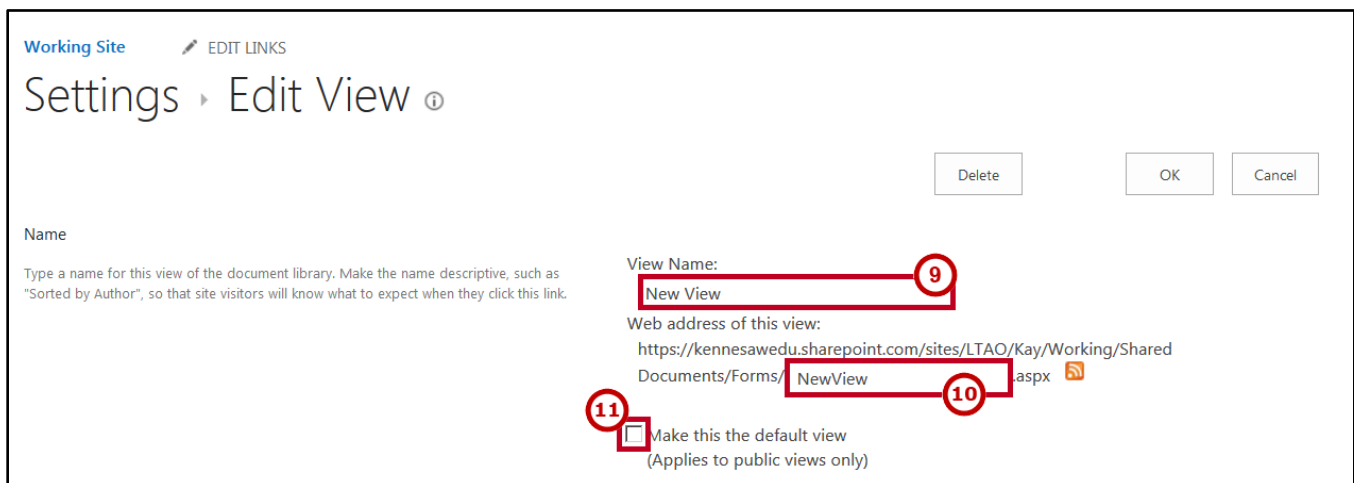 Working Site EDIT LINKS
Settings ▸ Edit View
Delete OK Cancel
Name
Type a name for this view of the document library. Make the name descriptive, such as
"Sorted by Author", so that site visitors will know what to expect when they click this link.
View Name:
9
New View
Web address of this view:
https://kennesawedu.sharepoint.com/sites/LTAO/Kay/Working/Shared
Documents/Forms/ NewView .aspx
10
11
Make this the default view
(Applies to public views only)